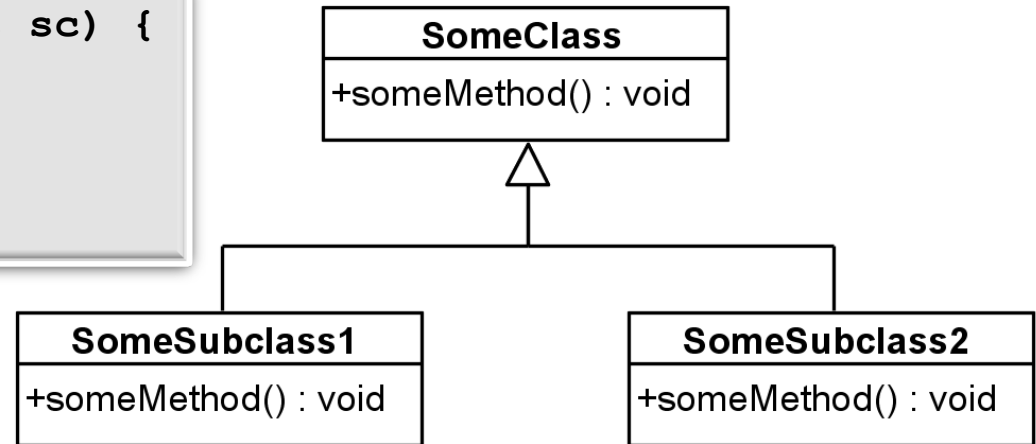 sc) {
SomeClass
+someMethod() : void
SomeSubclass1
+someMethod() : void
SomeSubclass2
+someMethod() : void